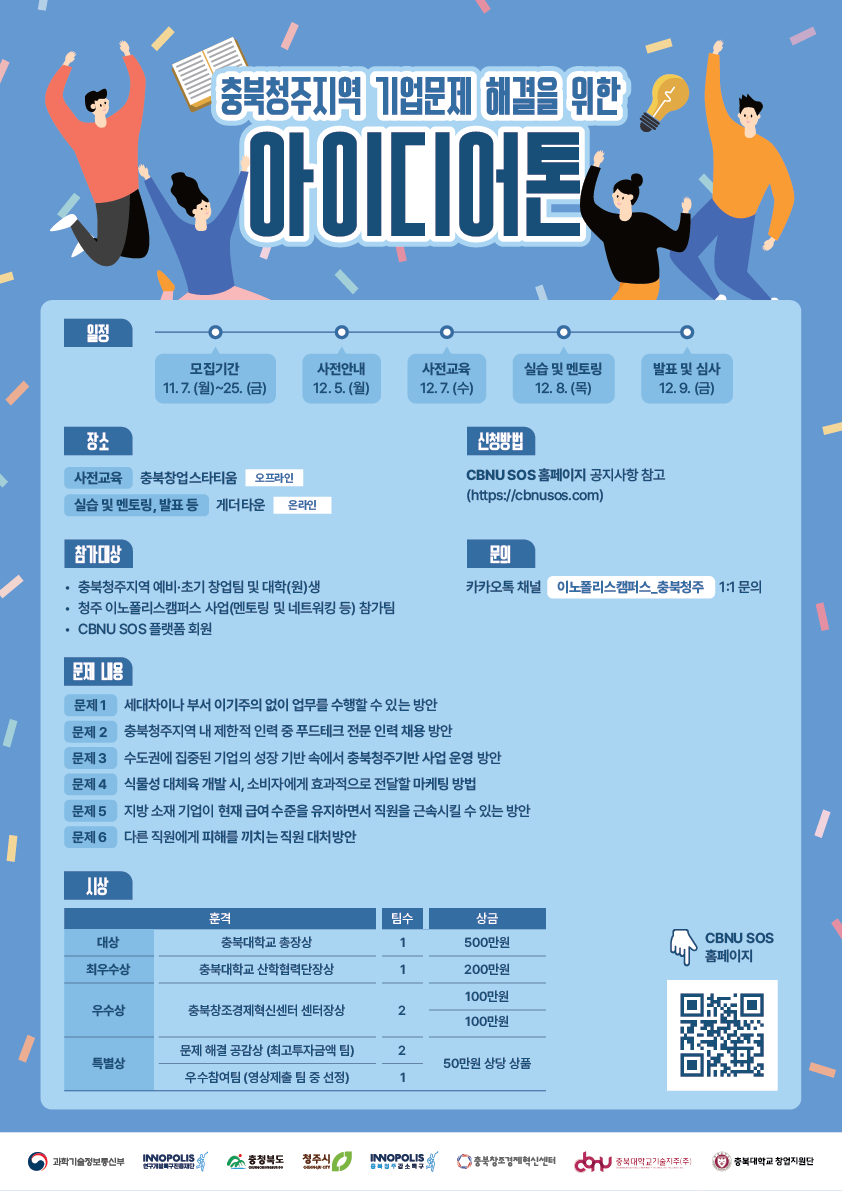 충북청주지역 기업문제 해결을 위한
아이디어톤
일정
모집기간
11. 7. (월)~25. (금)
사전안내
12. 5. (월)
사전교육
12. 7. (수)
실습 및 멘토링
12. 8. (목)
발표 및 심사
12. 9. (금)
장소
사전교육 충북창업스타티움 오프라인
실습 및 멘토링, 발표 등 게더타운 온라인
신청방법
CBNU SOS 홈페이지 공지사항 참고
(https://cbnusos.com)
참가대상
• 충북청주지역 예비·초기 창업팀 및 대학(원)생
• 청주 이노폴리스캠퍼스 사업(멘토링 및 네트워킹 등) 참가팀
• CBNU SOS 플랫폼 회원
문의
카카오톡 채널 이노폴리스캠퍼스_충북청주 1:1 문의
문제 내용
문제 1 세대차이나 부서 이기주의 없이 업무를 수행할 수 있는 방안
문제 2 충북청주지역 내 제한적 인력 중 푸드테크 전문 인력 채용 방안
문제 3 수도권에 집중된 기업의 성장 기반 속에서 충북청주기반 사업 운영 방안
문제 4 식물성 대체육 개발 시, 소비자에게 효과적으로 전달할 마케팅 방법
문제 5 지방 소재 기업이 현재 급여 수준을 유지하면서 직원을 근속시킬 수 있는 방안
문제 6 다른 직원에게 피해를 끼치는 직원 대처방안
시상
훈격 팀수 상금
대상 충북대학교 총장상 1 500만원
최우수상 충북대학교 산학협력단장상 1 200만원
우수상 충북창조경제혁신센터 센터장상 2 100만원
100만원
특별상 문제 해결 공감상 (최고투자금액 팀) 2 50만원 상당 상품
우수참여팀 (영상제출 팀 중 선정) 1
CBNU SOS
홈페이지
과학기술정보통신부
INNOPOLIS
연구개발특구진흥재단
충청북도
청주시
INNOPOLIS
충북청주강소특구
충북창조경제혁신센터
cbnu 충북대학교기술지주(주)
충북대학교 창업지원단